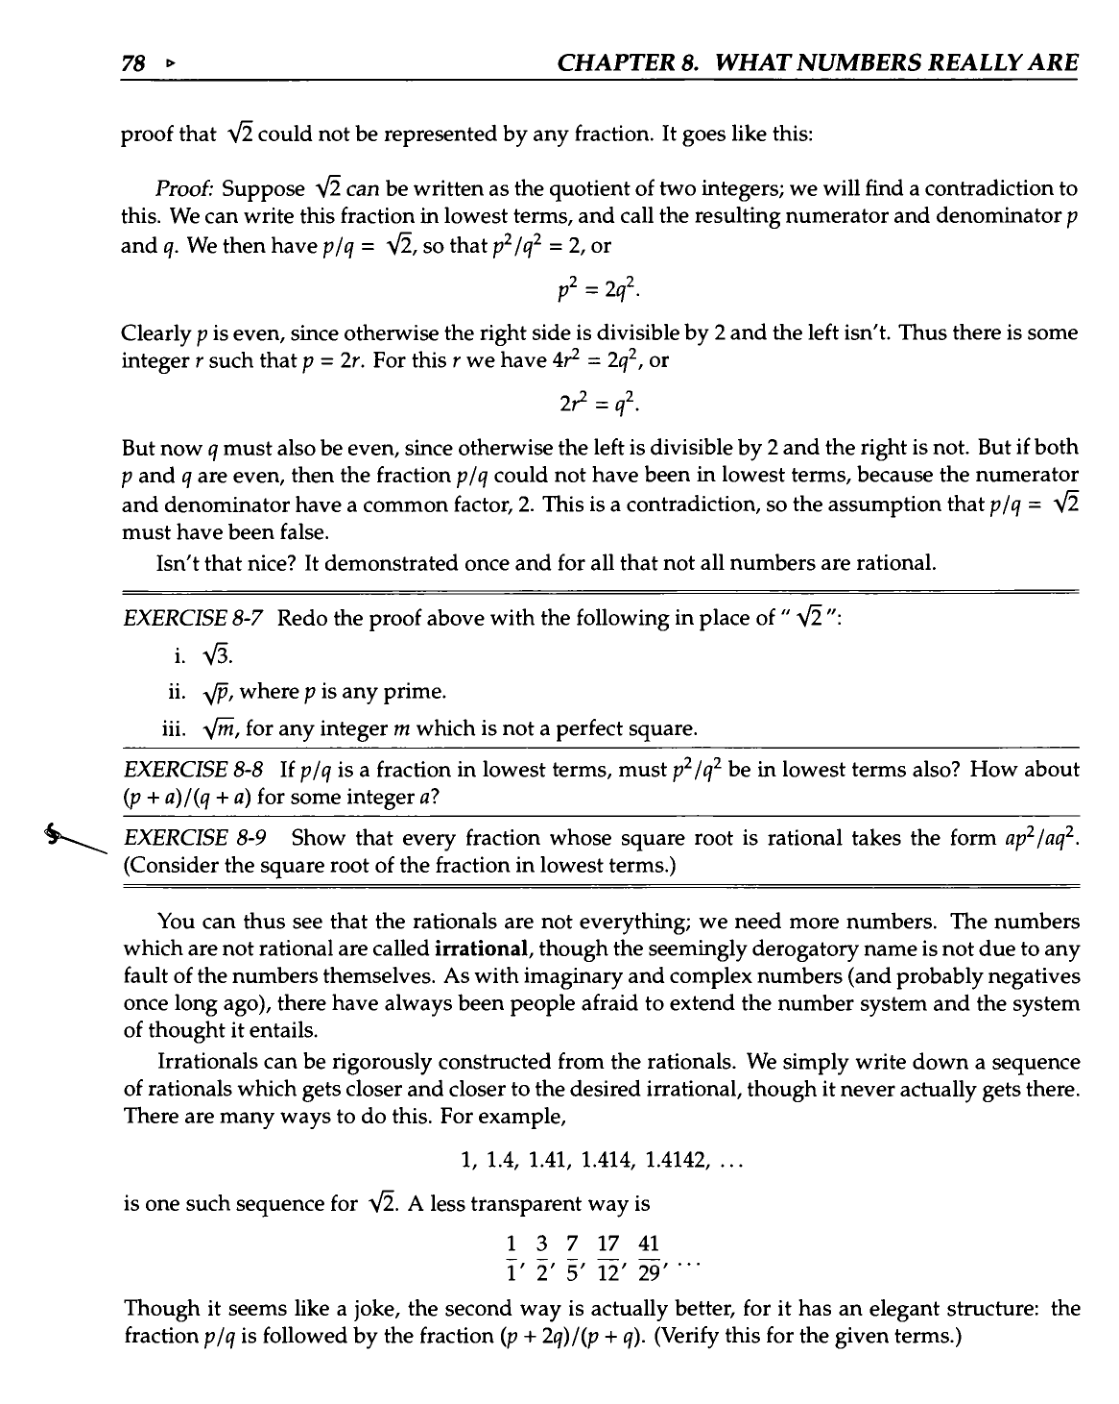 78 ▹ CHAPTER 8. WHAT NUMBERS REALLY ARE
proof that √2 could not be represented by any fraction. It goes like this:
Proof: Suppose √2 can be written as the quotient of two integers; we will find a contradiction to
this. We can write this fraction in lowest terms, and call the resulting numerator and denominator p
and q. We then have p/q = √2, so that p²/q² = 2, or
p² = 2q².
Clearly p is even, since otherwise the right side is divisible by 2 and the left isn't. Thus there is some
integer r such that p = 2r. For this r we have 4r² = 2q², or
2r² = q².
But now q must also be even, since otherwise the left is divisible by 2 and the right is not. But if both
p and q are even, then the fraction p/q could not have been in lowest terms, because the numerator
and denominator have a common factor, 2. This is a contradiction, so the assumption that p/q = √2
must have been false.
Isn't that nice? It demonstrated once and for all that not all numbers are rational.
EXERCISE 8-7 Redo the proof above with the following in place of "√2":
i. √3.
ii. √p, where p is any prime.
iii. √m, for any integer m which is not a perfect square.
EXERCISE 8-8 If p/q is a fraction in lowest terms, must p²/q² be in lowest terms also? How about
(p + a)/(q + a) for some integer a?
EXERCISE 8-9 Show that every fraction whose square root is rational takes the form ap²/aq².
(Consider the square root of the fraction in lowest terms.)
You can thus see that the rationals are not everything; we need more numbers. The numbers
which are not rational are called irrational, though the seemingly derogatory name is not due to any
fault of the numbers themselves. As with imaginary and complex numbers (and probably negatives
once long ago), there have always been people afraid to extend the number system and the system
of thought it entails.
Irrationals can be rigorously constructed from the rationals. We simply write down a sequence
of rationals which gets closer and closer to the desired irrational, though it never actually gets there.
There are many ways to do this. For example,
1, 1.4, 1.41, 1.414, 1.4142, ...
is one such sequence for √2. A less transparent way is
1/1, 3/2, 7/5, 17/12, 41/29, ...
Though it seems like a joke, the second way is actually better, for it has an elegant structure: the
fraction p/q is followed by the fraction (p + 2q)/(p + q). (Verify this for the given terms.)